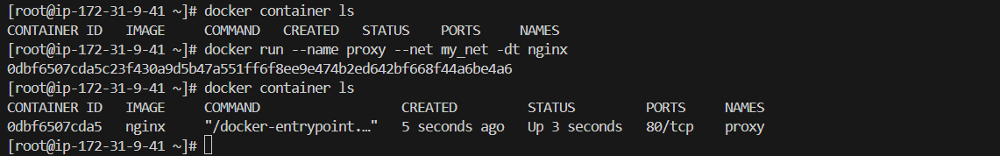 [root@ip-172-31-9-41 ~]# docker container ls
CONTAINER ID   IMAGE     COMMAND   CREATED   STATUS    PORTS     NAMES
[root@ip-172-31-9-41 ~]# docker run --name proxy --net my_net -dt nginx
0dbf6507cda5c23f430a9d5b47a551ff6f8ee9e474b2ed642bf668f44a6be4a6
[root@ip-172-31-9-41 ~]# docker container ls
CONTAINER ID   IMAGE     COMMAND                  CREATED         STATUS         PORTS     NAMES
0dbf6507cda5   nginx     "/docker-entrypoint.…"   5 seconds ago   Up 3 seconds   80/tcp    proxy
[root@ip-172-31-9-41 ~]#